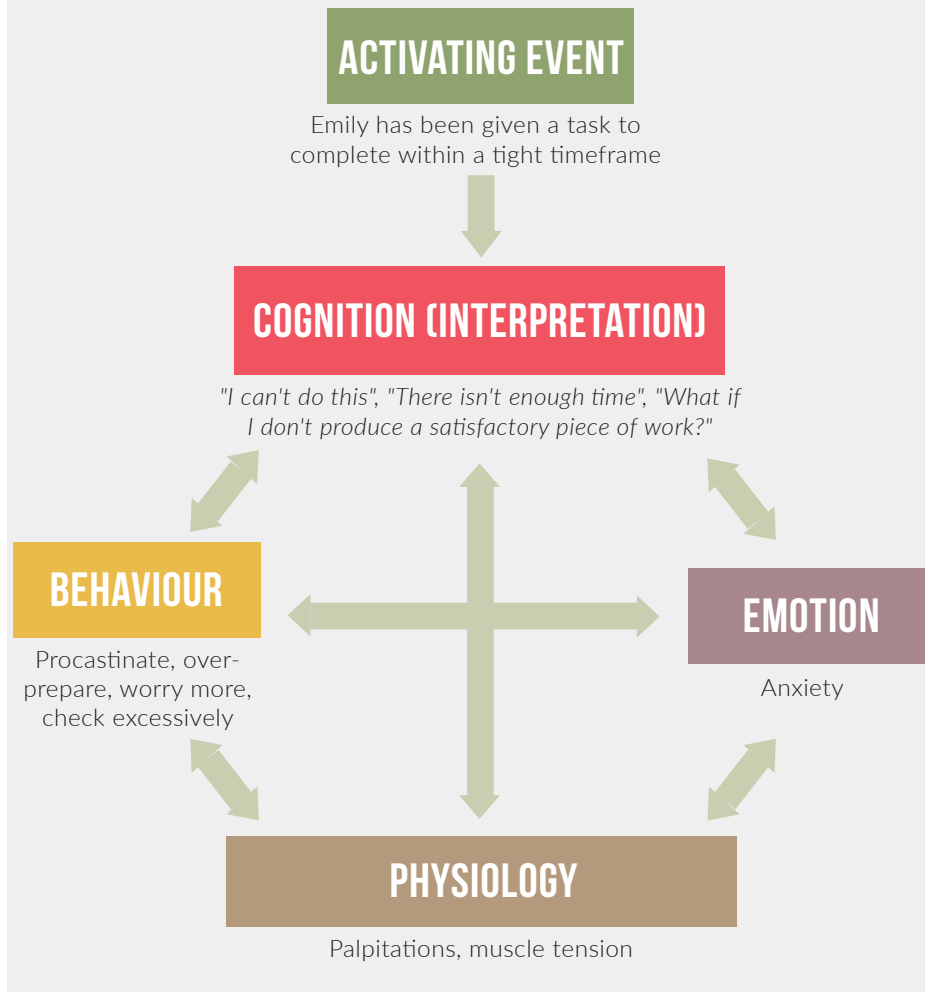 ACTIVATING EVENT
Emily has been given a task to
complete within a tight timeframe
COGNITION (INTERPRETATION)
"I can't do this", "There isn't enough time", "What if
I don't produce a satisfactory piece of work?"
BEHAVIOUR
Procastinate, over-
prepare, worry more,
check excessively
EMOTION
Anxiety
PHYSIOLOGY
Palpitations, muscle tension